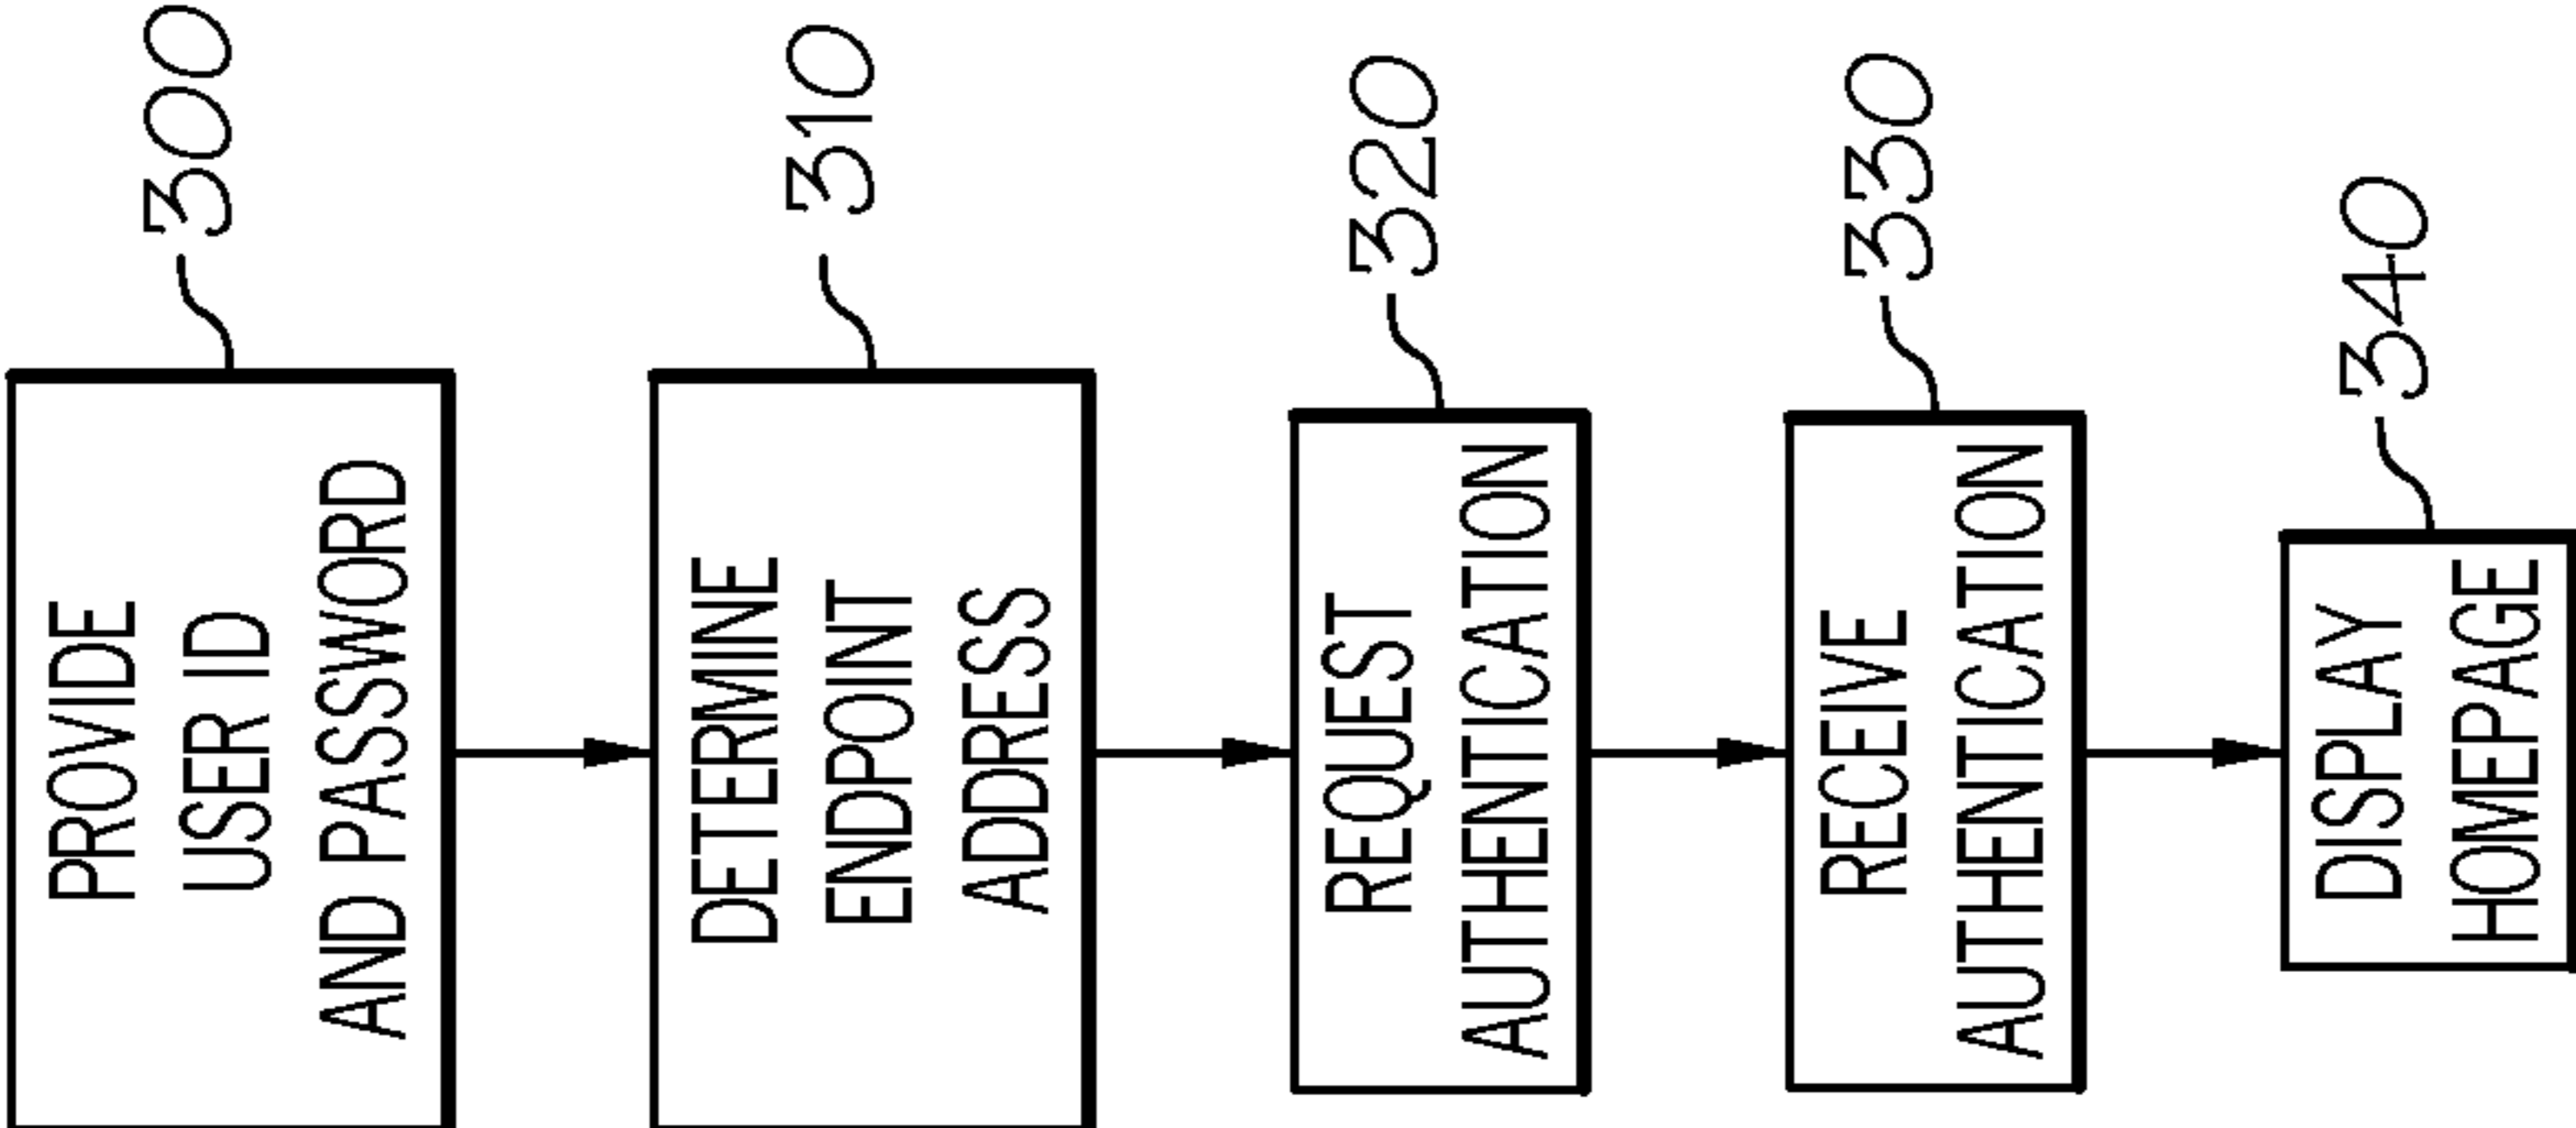 PROVIDE
USER ID
AND PASSWORD
300
DETERMINE
ENDPOINT
ADDRESS
310
REQUEST
AUTHENTICATION
320
RECEIVE
AUTHENTICATION
330
DISPLAY
HOMEPAGE
340